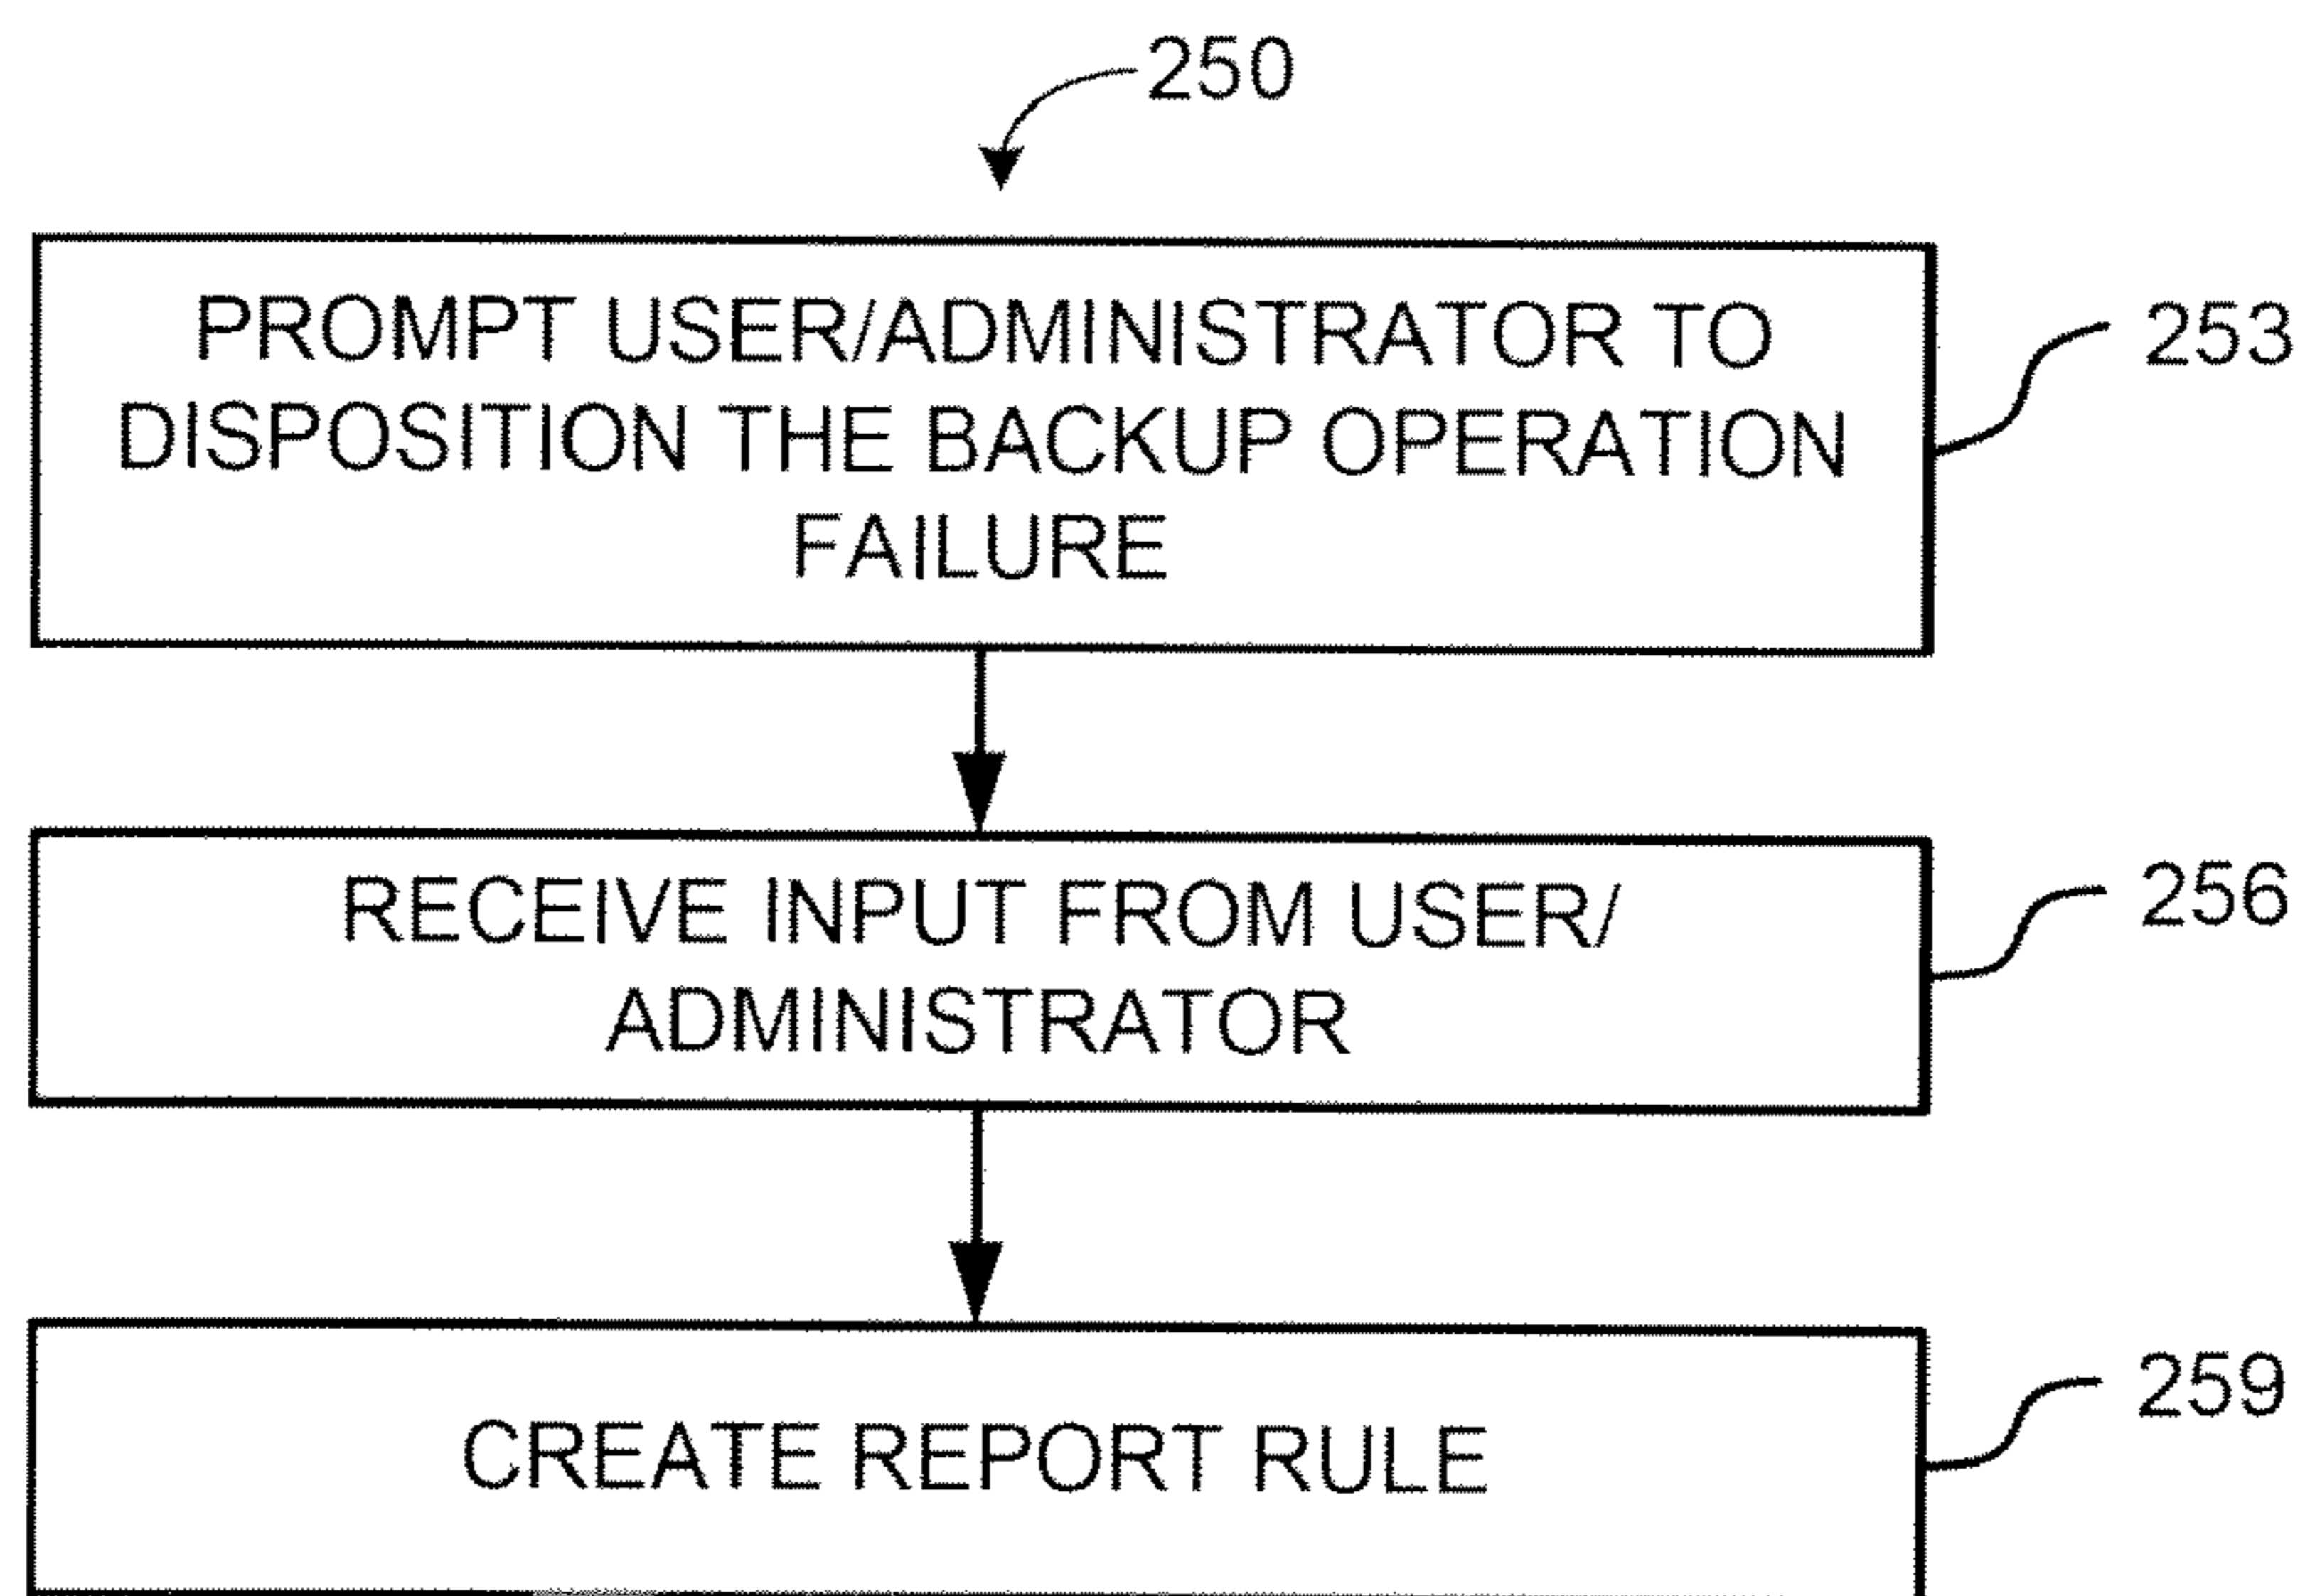 250
PROMPT USER/ADMINISTRATOR TO
DISPOSITION THE BACKUP OPERATION
FAILURE
253
RECEIVE INPUT FROM USER/
ADMINISTRATOR
256
CREATE REPORT RULE
259